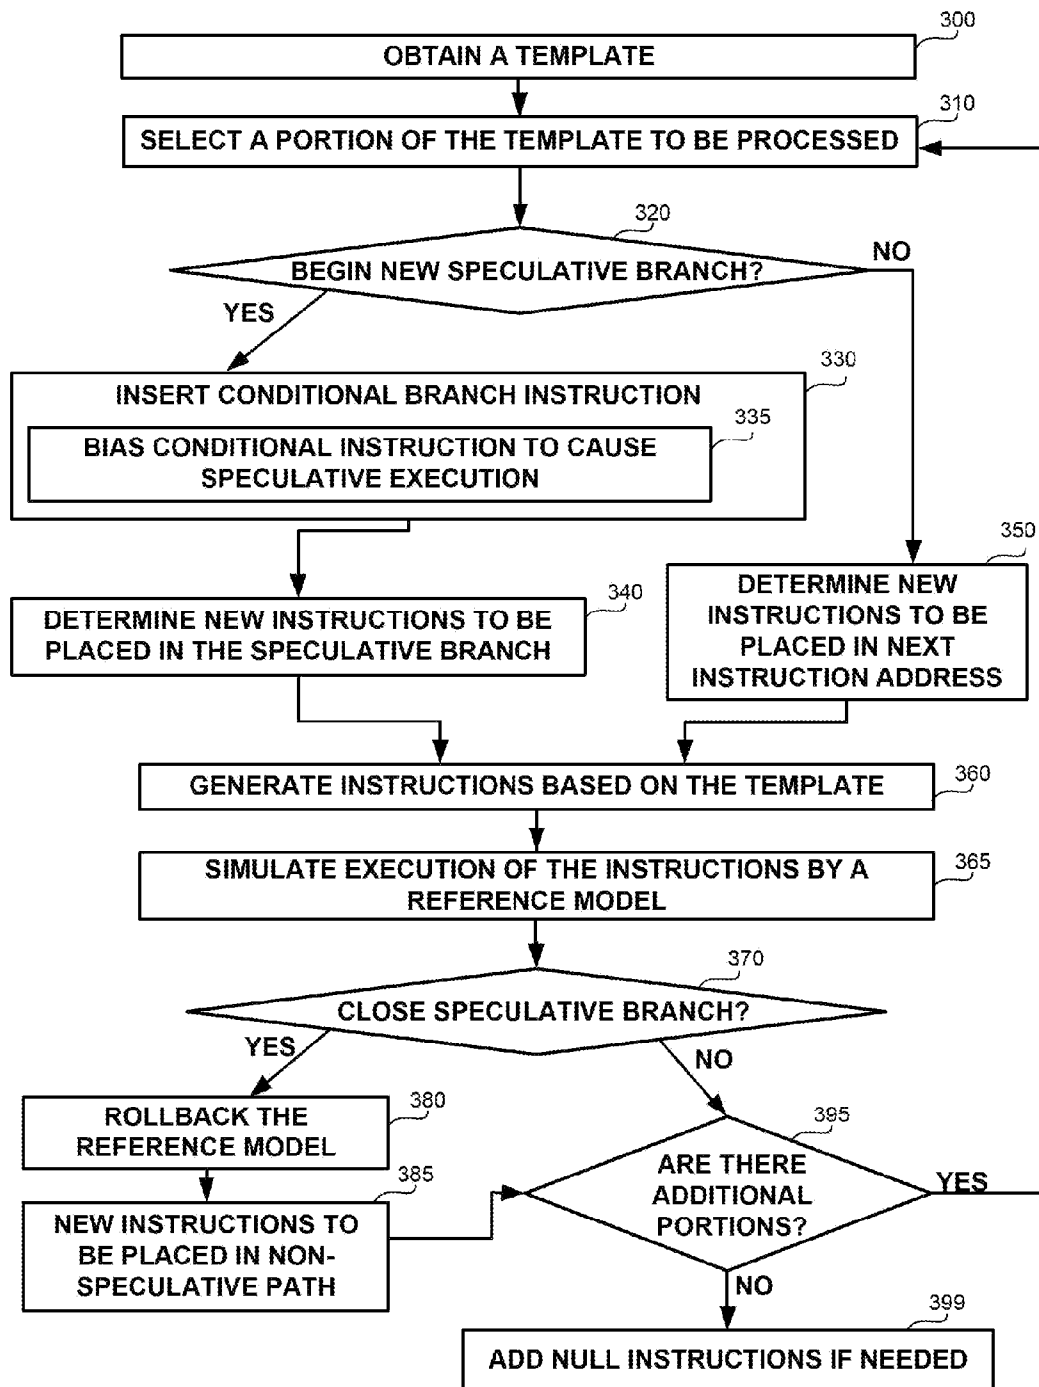 300
OBTAIN A TEMPLATE
310
SELECT A PORTION OF THE TEMPLATE TO BE PROCESSED
320
BEGIN NEW SPECULATIVE BRANCH?
NO
YES
330
INSERT CONDITIONAL BRANCH INSTRUCTION
335
BIAS CONDITIONAL INSTRUCTION TO CAUSE
SPECULATIVE EXECUTION
340
DETERMINE NEW INSTRUCTIONS TO BE
PLACED IN THE SPECULATIVE BRANCH
350
DETERMINE NEW
INSTRUCTIONS TO BE
PLACED IN NEXT
INSTRUCTION ADDRESS
GENERATE INSTRUCTIONS BASED ON THE TEMPLATE
360
SIMULATE EXECUTION OF THE INSTRUCTIONS BY A
REFERENCE MODEL
365
370
CLOSE SPECULATIVE BRANCH?
YES
NO
380
ROLLBACK THE
REFERENCE MODEL
385
NEW INSTRUCTIONS TO
BE PLACED IN NON-
SPECULATIVE PATH
395
ARE THERE
ADDITIONAL
PORTIONS?
YES
NO
399
ADD NULL INSTRUCTIONS IF NEEDED